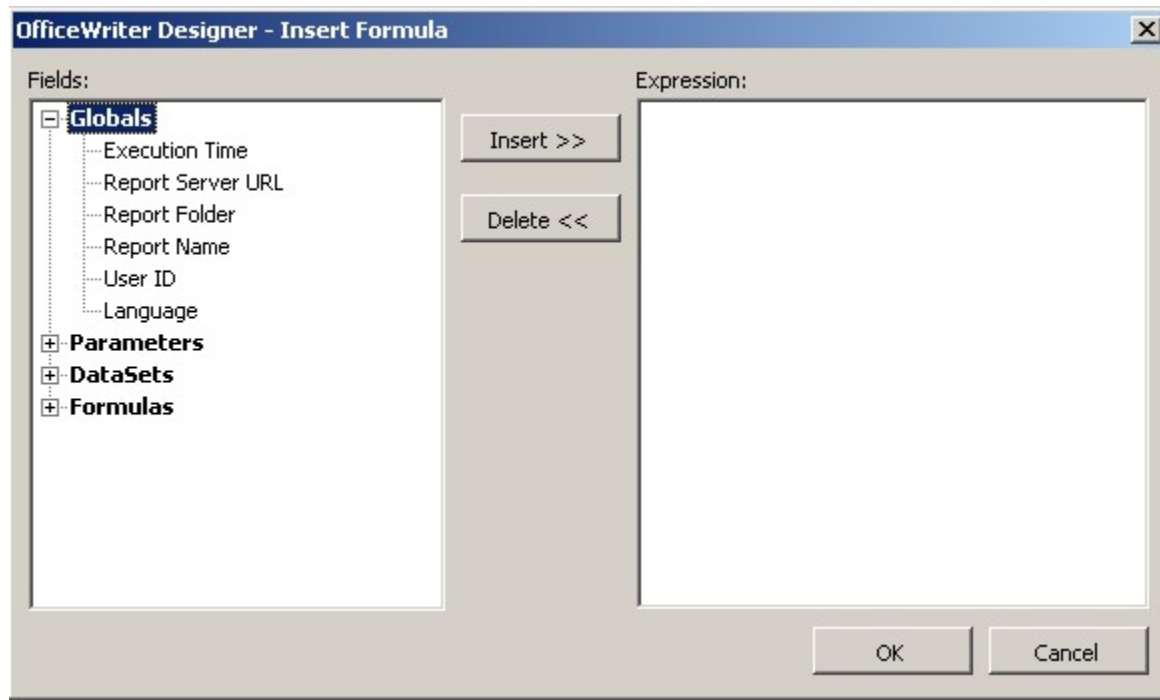 OfficeWriter Designer - Insert Formula
Fields:
Expression:
Globals
Execution Time
Report Server URL
Report Folder
Report Name
User ID
Language
Parameters
DataSets
Formulas
Insert >>
Delete <<
OK
Cancel